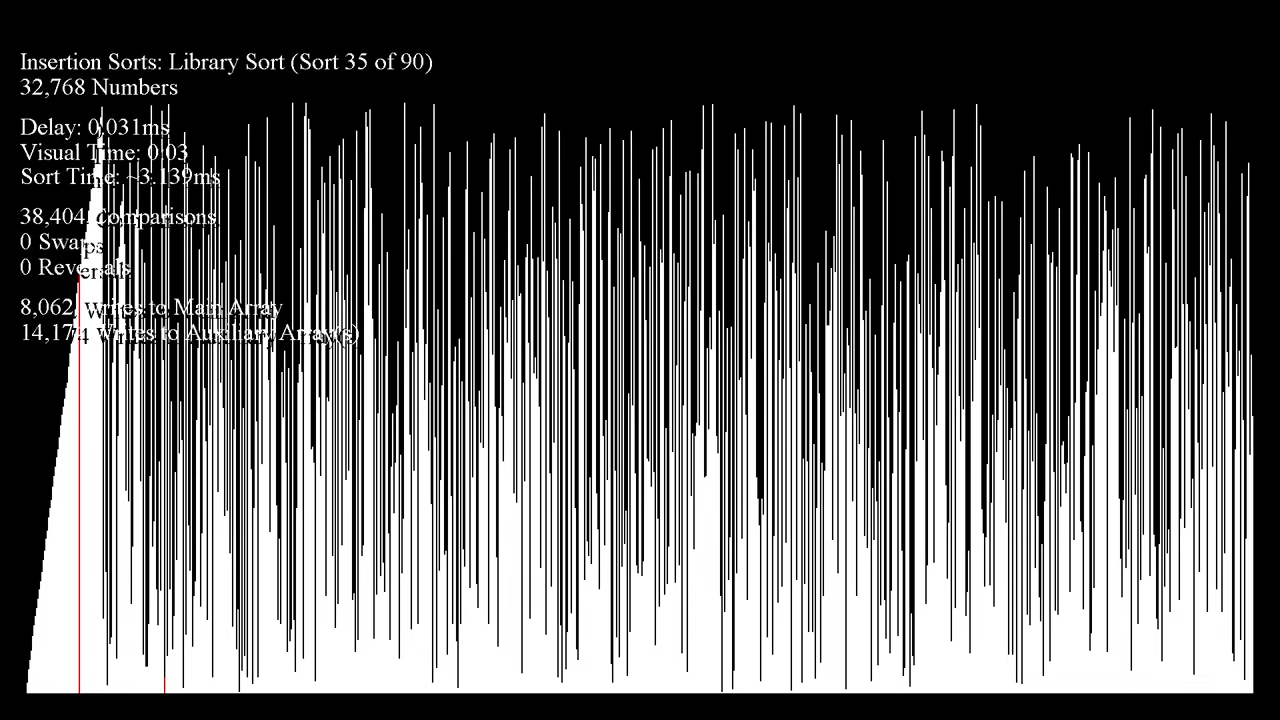 Insertion Sorts: Library Sort (Sort 35 of 90)
32,768 Numbers
Delay: 0.031ms
Visual Time: 0:03
Sort Time: ~3.139ms
38,404 Comparisons
0 Swaps
0 Reversals
8,062 Writes to Main Array
Writes to Auxiliary Array(s)